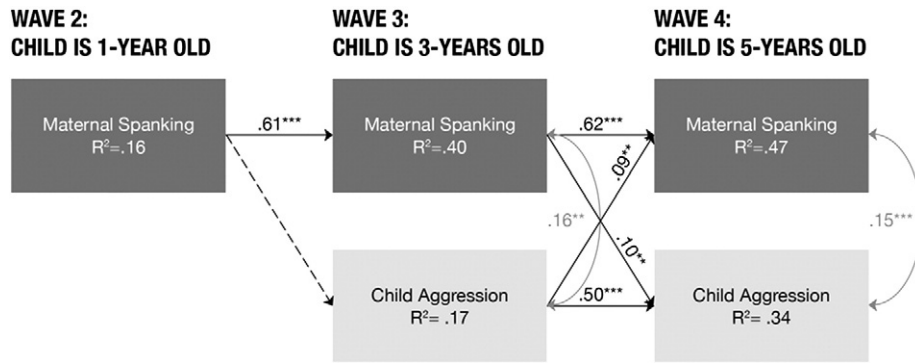 WAVE 2:
CHILD IS 1-YEAR OLD
WAVE 3:
CHILD IS 3-YEARS OLD
WAVE 4:
CHILD IS 5-YEARS OLD
Maternal Spanking
R²=.16
.61***
Maternal Spanking
R²=.40
.62***
.09**
Maternal Spanking
R²=.47
.16**
.10**
.15***
Child Aggression
R²= .17
.50***
Child Aggression
R²= .34